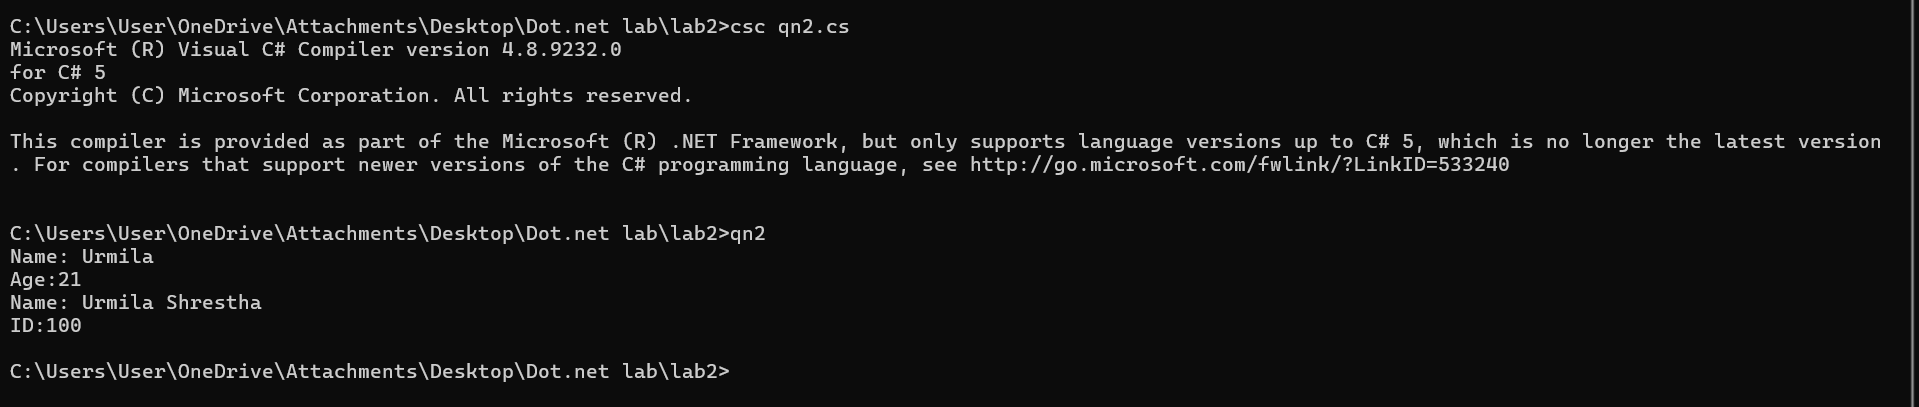 C:\Users\User\OneDrive\Attachments\Desktop\Dot.net lab\lab2>csc qn2.cs
Microsoft (R) Visual C# Compiler version 4.8.9232.0
for C# 5
Copyright (C) Microsoft Corporation. All rights reserved.
This compiler is provided as part of the Microsoft (R) .NET Framework, but only supports language versions up to C# 5, which is no longer the latest version
. For compilers that support newer versions of the C# programming language, see http://go.microsoft.com/fwlink/?LinkID=533240
C:\Users\User\OneDrive\Attachments\Desktop\Dot.net lab\lab2>qn2
Name: Urmila
Age:21
Name: Urmila Shrestha
ID:100
C:\Users\User\OneDrive\Attachments\Desktop\Dot.net lab\lab2>